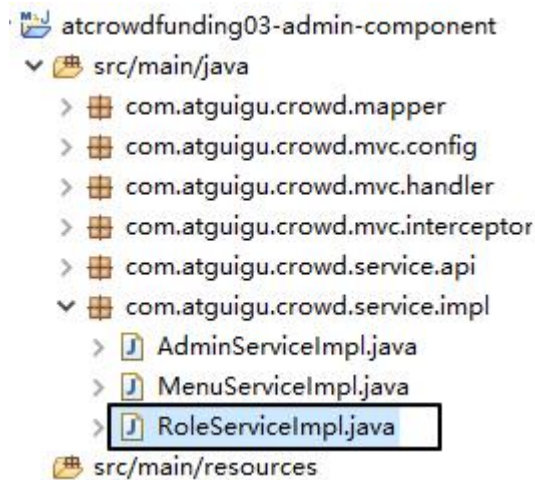 atcrowdfunding03-admin-component
src/main/java
com.atguigu.crowd.mapper
com.atguigu.crowd.mvc.config
com.atguigu.crowd.mvc.handler
com.atguigu.crowd.mvc.interceptor
com.atguigu.crowd.service.api
com.atguigu.crowd.service.impl
AdminServiceImpl.java
MenuServiceImpl.java
RoleServiceImpl.java
src/main/resources